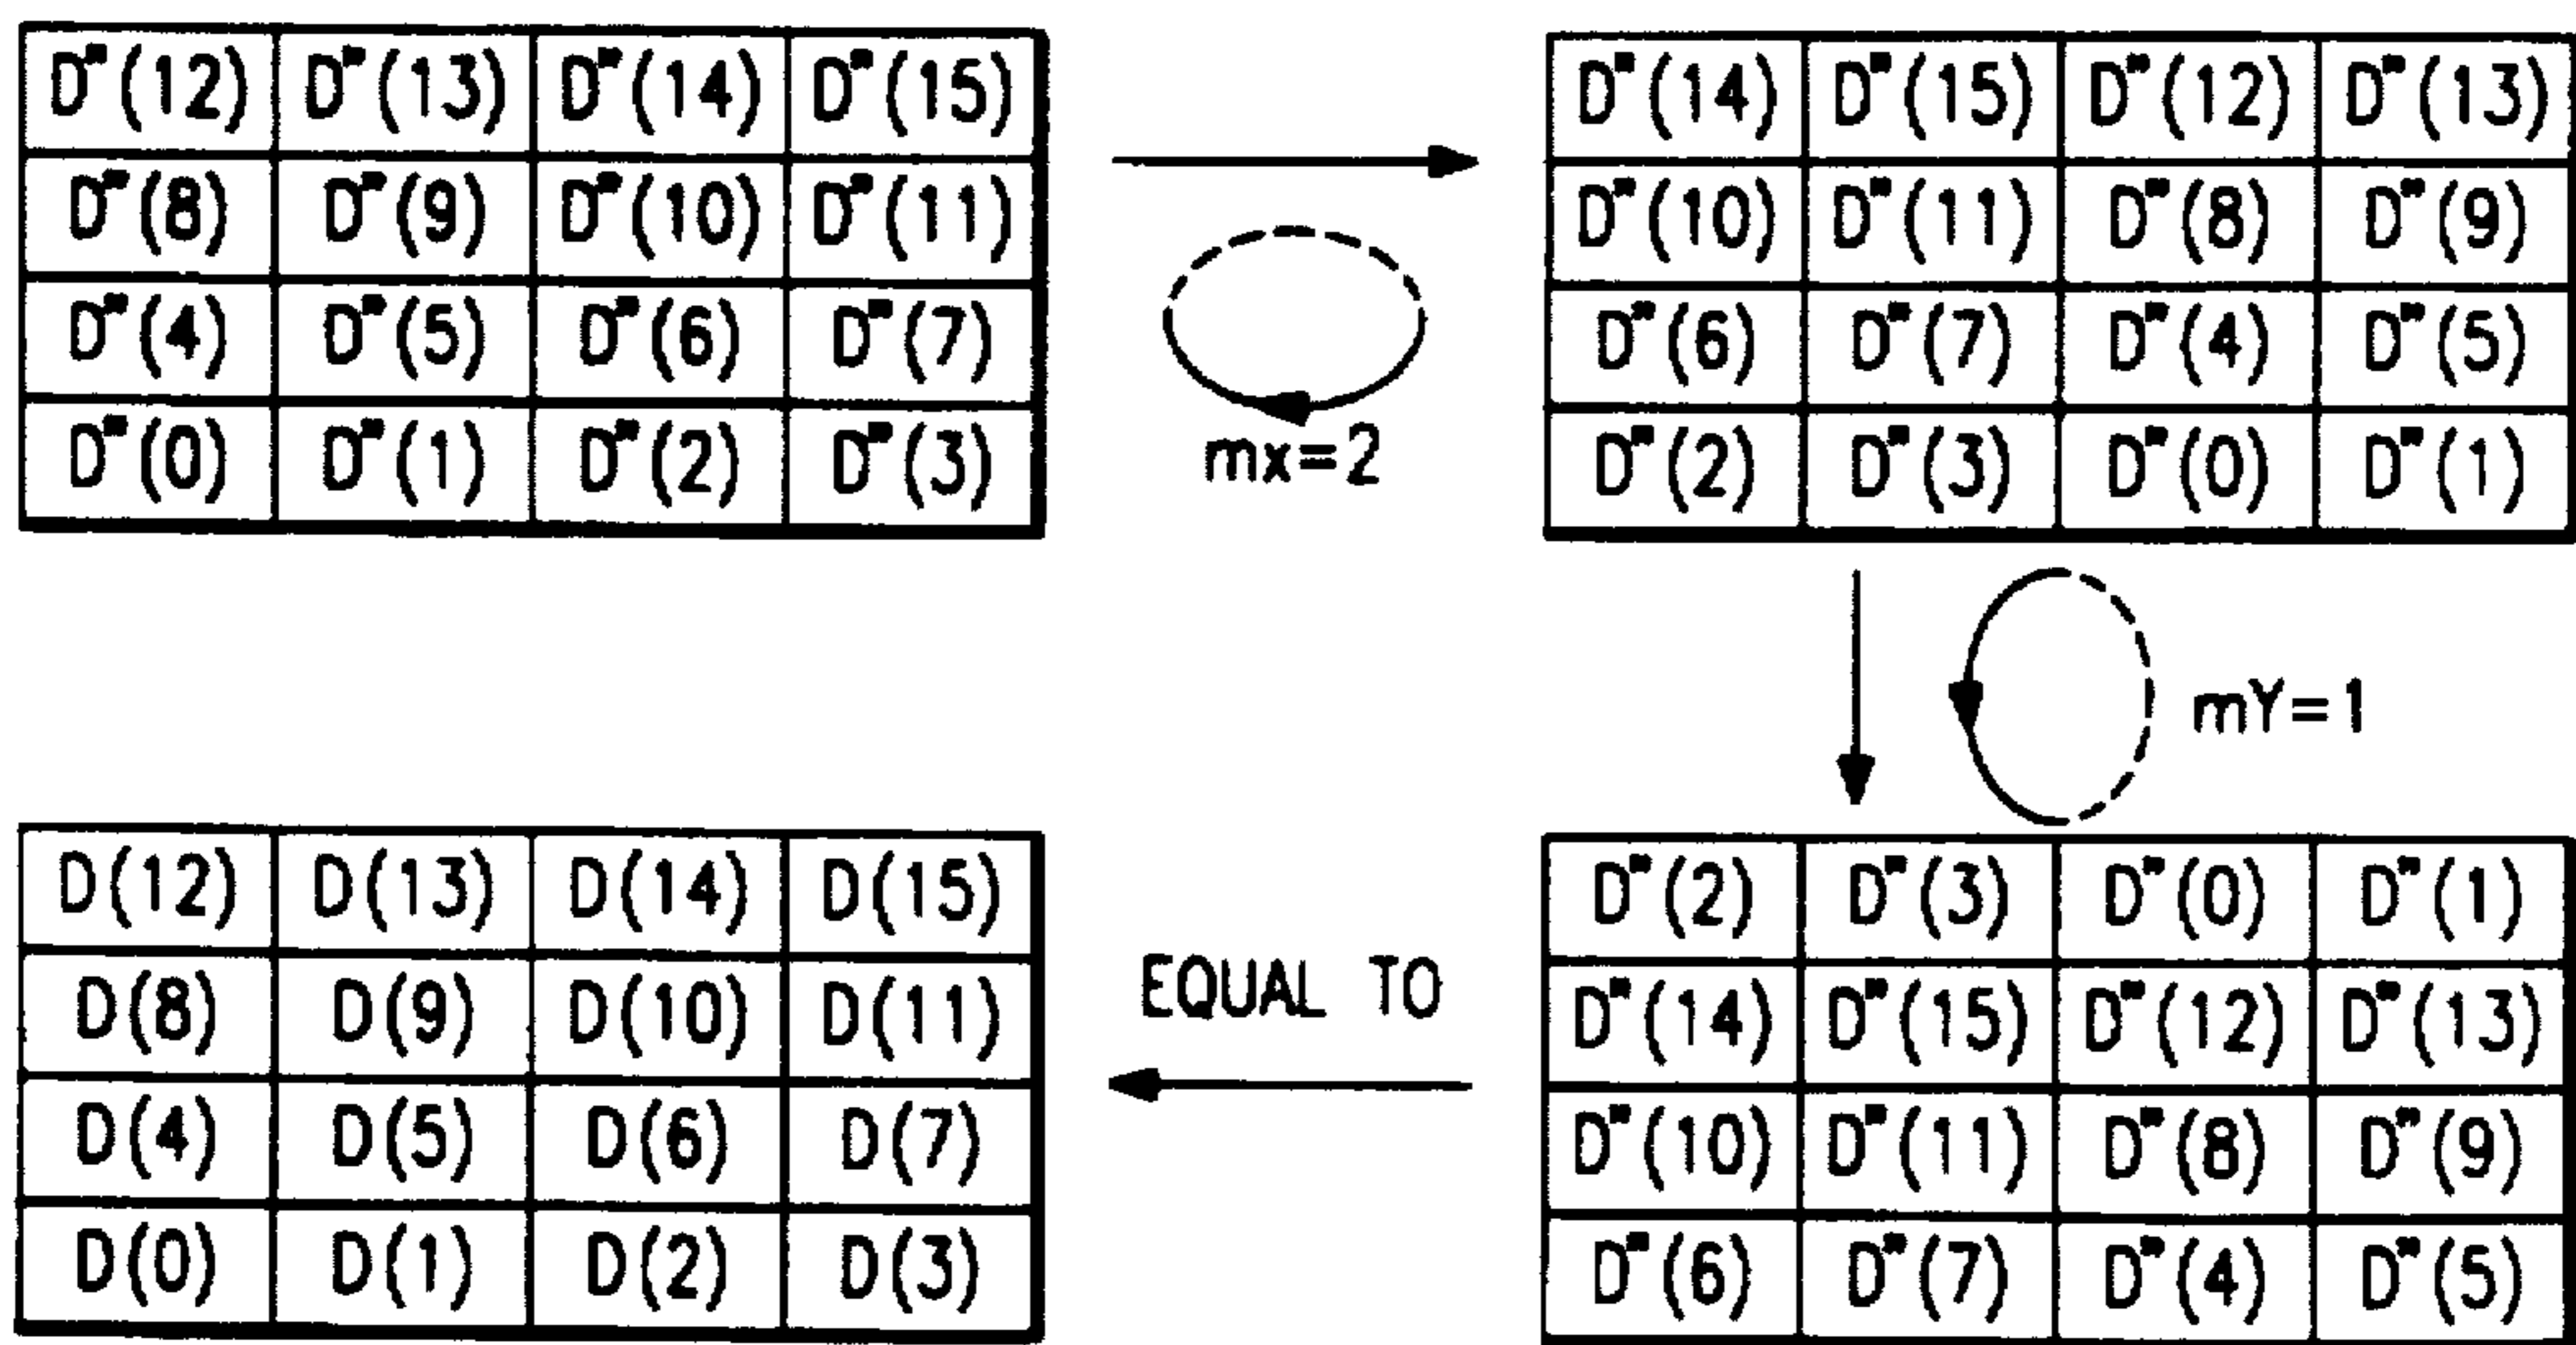 D"(12) D"(13) D"(14) D"(15)
D"(8) D"(9) D"(10) D"(11)
D"(4) D"(5) D"(6) D"(7)
D"(0) D"(1) D"(2) D"(3)
mx=2
D"(14) D"(15) D"(12) D"(13)
D"(10) D"(11) D"(8) D"(9)
D"(6) D"(7) D"(4) D"(5)
D"(2) D"(3) D"(0) D"(1)
mY=1
D"(2) D"(3) D"(0) D"(1)
D"(14) D"(15) D"(12) D"(13)
D"(10) D"(11) D"(8) D"(9)
D"(6) D"(7) D"(4) D"(5)
EQUAL TO
D(12) D(13) D(14) D(15)
D(8) D(9) D(10) D(11)
D(4) D(5) D(6) D(7)
D(0) D(1) D(2) D(3)